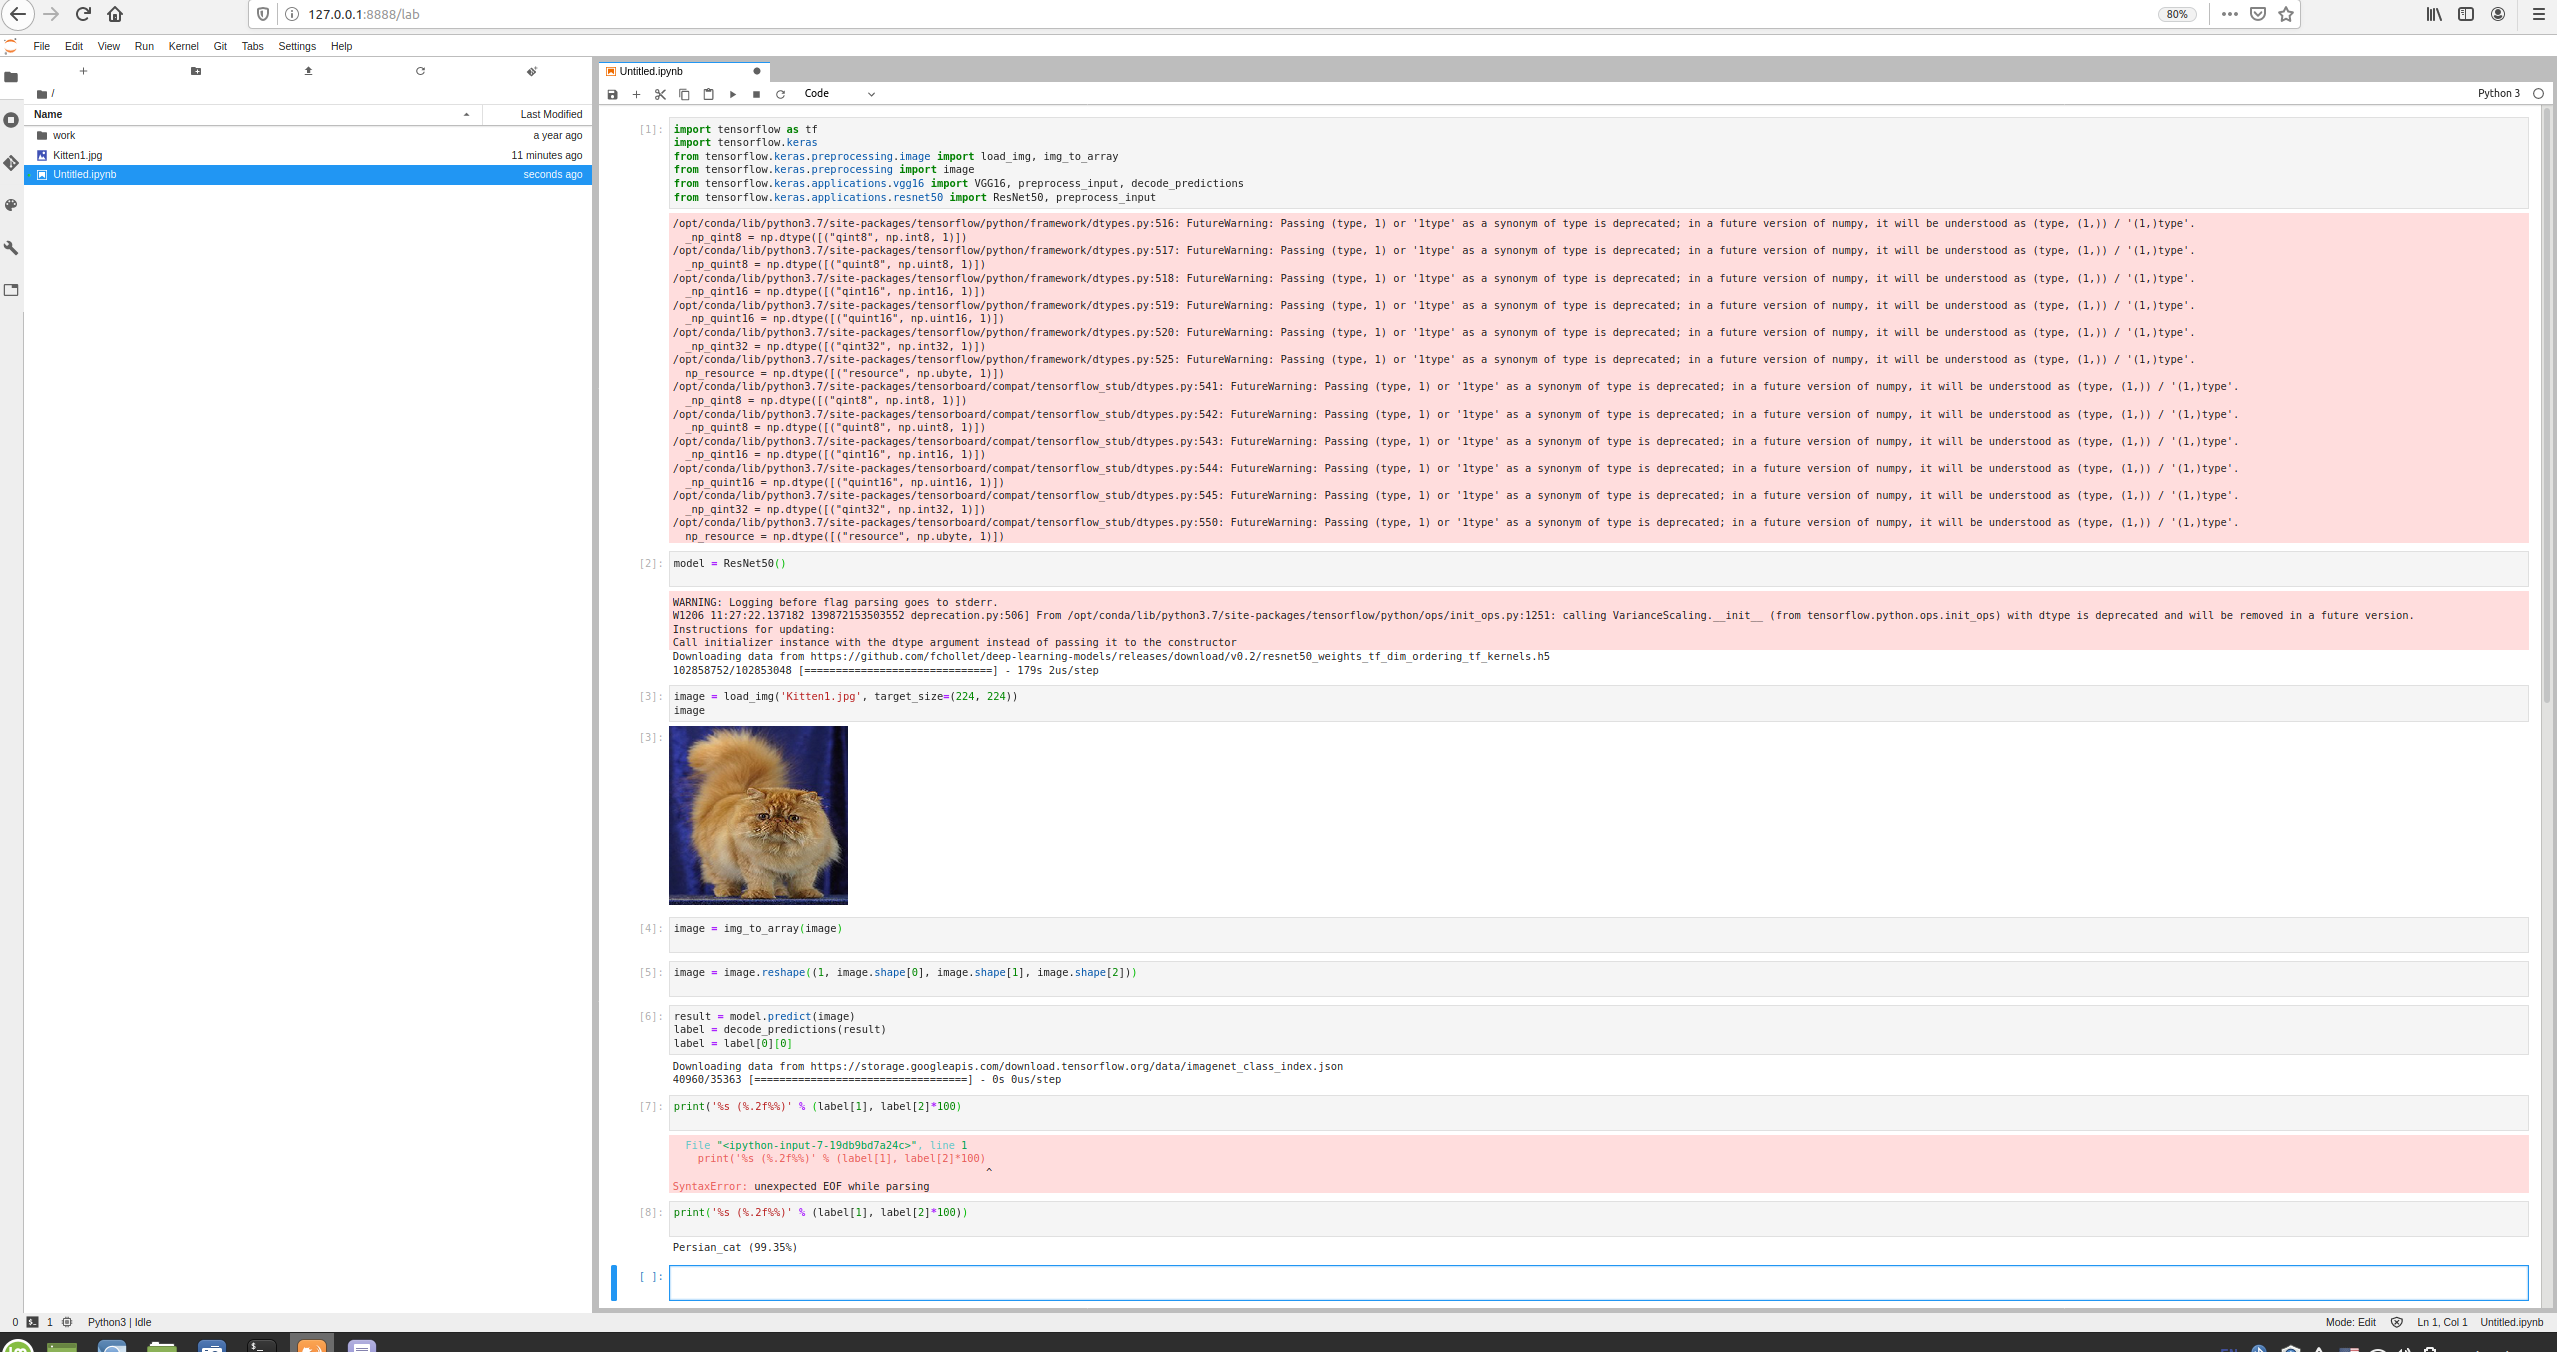 127.0.0.1:8888/lab
80%
File Edit View Run Kernel Git Tabs Settings Help
/
Name Last Modified
work a year ago
Kitten1.jpg 11 minutes ago
Untitled.ipynb seconds ago
Untitled.ipynb
Code
Python 3
[1]: import tensorflow as tf
import tensorflow.keras
from tensorflow.keras.preprocessing.image import load_img, img_to_array
from tensorflow.keras.preprocessing import image
from tensorflow.keras.applications.vgg16 import VGG16, preprocess_input, decode_predictions
from tensorflow.keras.applications.resnet50 import ResNet50, preprocess_input
/opt/conda/lib/python3.7/site-packages/tensorflow/python/framework/dtypes.py:516: FutureWarning: Passing (type, 1) or '1type' as a synonym of type is deprecated; in a future version of numpy, it will be understood as (type, (1,)) / '(1,)type'.
_np_qint8 = np.dtype([("qint8", np.int8, 1)])
/opt/conda/lib/python3.7/site-packages/tensorflow/python/framework/dtypes.py:517: FutureWarning: Passing (type, 1) or '1type' as a synonym of type is deprecated; in a future version of numpy, it will be understood as (type, (1,)) / '(1,)type'.
_np_quint8 = np.dtype([("quint8", np.uint8, 1)])
/opt/conda/lib/python3.7/site-packages/tensorflow/python/framework/dtypes.py:518: FutureWarning: Passing (type, 1) or '1type' as a synonym of type is deprecated; in a future version of numpy, it will be understood as (type, (1,)) / '(1,)type'.
_np_qint16 = np.dtype([("qint16", np.int16, 1)])
/opt/conda/lib/python3.7/site-packages/tensorflow/python/framework/dtypes.py:519: FutureWarning: Passing (type, 1) or '1type' as a synonym of type is deprecated; in a future version of numpy, it will be understood as (type, (1,)) / '(1,)type'.
_np_quint16 = np.dtype([("quint16", np.uint16, 1)])
/opt/conda/lib/python3.7/site-packages/tensorflow/python/framework/dtypes.py:520: FutureWarning: Passing (type, 1) or '1type' as a synonym of type is deprecated; in a future version of numpy, it will be understood as (type, (1,)) / '(1,)type'.
_np_qint32 = np.dtype([("qint32", np.int32, 1)])
/opt/conda/lib/python3.7/site-packages/tensorflow/python/framework/dtypes.py:525: FutureWarning: Passing (type, 1) or '1type' as a synonym of type is deprecated; in a future version of numpy, it will be understood as (type, (1,)) / '(1,)type'.
np_resource = np.dtype([("resource", np.ubyte, 1)])
/opt/conda/lib/python3.7/site-packages/tensorboard/compat/tensorflow_stub/dtypes.py:541: FutureWarning: Passing (type, 1) or '1type' as a synonym of type is deprecated; in a future version of numpy, it will be understood as (type, (1,)) / '(1,)type'.
_np_qint8 = np.dtype([("qint8", np.int8, 1)])
/opt/conda/lib/python3.7/site-packages/tensorboard/compat/tensorflow_stub/dtypes.py:542: FutureWarning: Passing (type, 1) or '1type' as a synonym of type is deprecated; in a future version of numpy, it will be understood as (type, (1,)) / '(1,)type'.
_np_quint8 = np.dtype([("quint8", np.uint8, 1)])
/opt/conda/lib/python3.7/site-packages/tensorboard/compat/tensorflow_stub/dtypes.py:543: FutureWarning: Passing (type, 1) or '1type' as a synonym of type is deprecated; in a future version of numpy, it will be understood as (type, (1,)) / '(1,)type'.
_np_qint16 = np.dtype([("qint16", np.int16, 1)])
/opt/conda/lib/python3.7/site-packages/tensorboard/compat/tensorflow_stub/dtypes.py:544: FutureWarning: Passing (type, 1) or '1type' as a synonym of type is deprecated; in a future version of numpy, it will be understood as (type, (1,)) / '(1,)type'.
_np_quint16 = np.dtype([("quint16", np.uint16, 1)])
/opt/conda/lib/python3.7/site-packages/tensorboard/compat/tensorflow_stub/dtypes.py:545: FutureWarning: Passing (type, 1) or '1type' as a synonym of type is deprecated; in a future version of numpy, it will be understood as (type, (1,)) / '(1,)type'.
_np_qint32 = np.dtype([("qint32", np.int32, 1)])
/opt/conda/lib/python3.7/site-packages/tensorboard/compat/tensorflow_stub/dtypes.py:550: FutureWarning: Passing (type, 1) or '1type' as a synonym of type is deprecated; in a future version of numpy, it will be understood as (type, (1,)) / '(1,)type'.
np_resource = np.dtype([("resource", np.ubyte, 1)])
[2]: model = ResNet50()
WARNING: Logging before flag parsing goes to stderr.
W1206 11:27:22.137182 139872153503552 deprecation.py:506] From /opt/conda/lib/python3.7/site-packages/tensorflow/python/ops/init_ops.py:1251: calling VarianceScaling.__init__ (from tensorflow.python.ops.init_ops) with dtype is deprecated and will be removed in a future version.
Instructions for updating:
Call initializer instance with the dtype argument instead of passing it to the constructor
Downloading data from https://github.com/fchollet/deep-learning-models/releases/download/v0.2/resnet50_weights_tf_dim_ordering_tf_kernels.h5
102858752/102853048 [==============================] - 179s 2us/step
[3]: image = load_img('Kitten1.jpg', target_size=(224, 224))
image
[3]:
[4]: image = img_to_array(image)
[5]: image = image.reshape((1, image.shape[0], image.shape[1], image.shape[2]))
[6]: result = model.predict(image)
label = decode_predictions(result)
label = label[0][0]
Downloading data from https://storage.googleapis.com/download.tensorflow.org/data/imagenet_class_index.json
40960/35363 [==================================] - 0s 0us/step
[7]: print('%s (%.2f%%)' % (label[1], label[2]*100)
File "<ipython-input-7-19db9bd7a24c>", line 1
print('%s (%.2f%%)' % (label[1], label[2]*100)
^
SyntaxError: unexpected EOF while parsing
[8]: print('%s (%.2f%%)' % (label[1], label[2]*100))
Persian_cat (99.35%)
[ ]:
0 1 Python3 | Idle
Mode: Edit Ln 1, Col 1 Untitled.ipynb